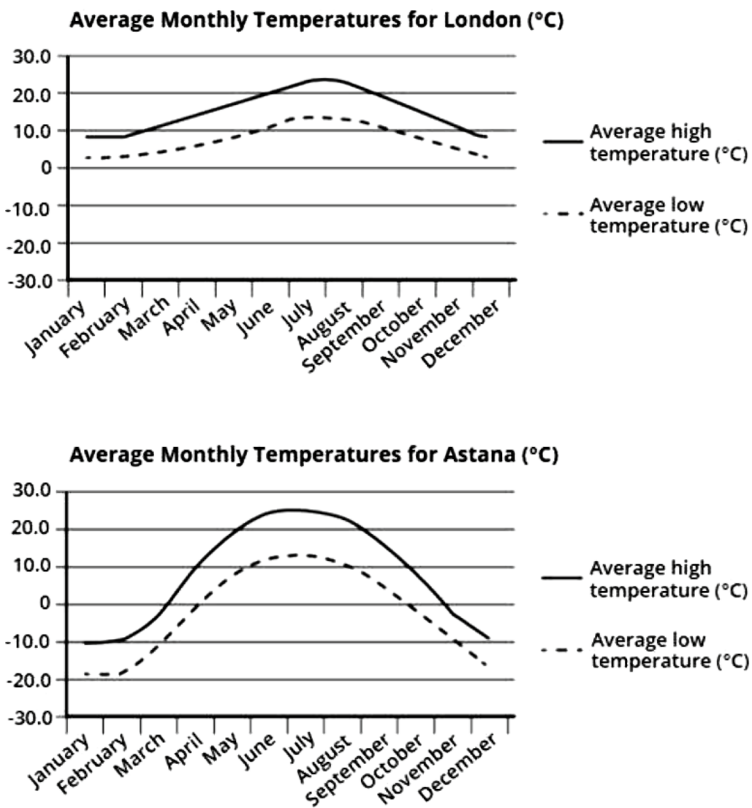 Average Monthly Temperatures for London (°C)
30.0
20.0
10.0
0
-10.0
-20.0
-30.0
January
February
March
April
May
June
July
August
September
October
November
December
Average high
temperature (°C)
Average low
temperature (°C)
Average Monthly Temperatures for Astana (°C)
30.0
20.0
10.0
0
-10.0
-20.0
-30.0
January
February
March
April
May
June
July
August
September
October
November
December
Average high
temperature (°C)
Average low
temperature (°C)